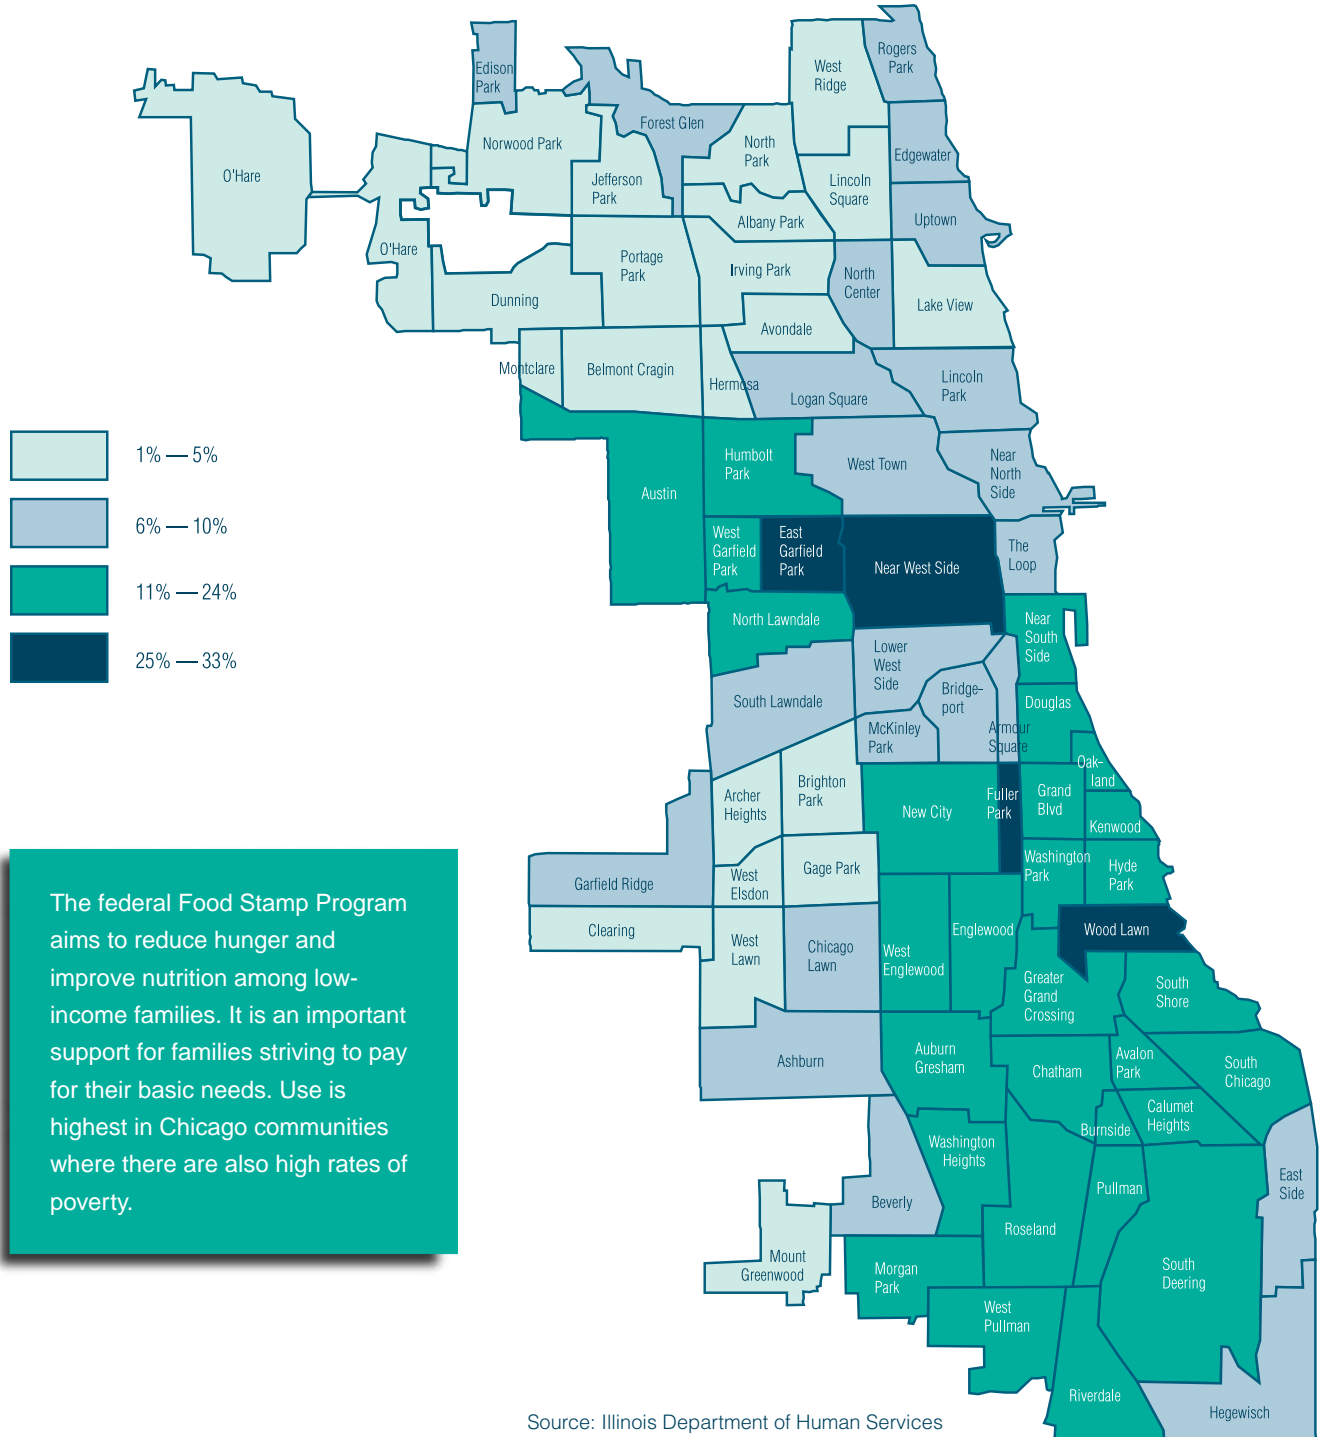 Edison
Park
Rogers
Park
West
Ridge
Forest Glen
Norwood Park
North
Park
Edgewater
O'Hare
Jefferson
Park
Lincoln
Square
Albany Park
Uptown
O'Hare
Portage
Park
Irving Park
North
Center
Dunning
Lake View
Avondale
Montclare
Belmont Cragin
Hermosa
Logan Square
Lincoln
Park
1% — 5%
6% — 10%
11% — 24%
25% — 33%
Humbolt
Park
West Town
Near
North
Side
Austin
West
Garfield
Park
East
Garfield
Park
Near West Side
The
Loop
North Lawndale
Near
South
Side
Lower
West
Side
South Lawndale
Bridge–
port
Douglas
McKinley
Park
Armour
Square
Oak–
land
Archer
Heights
Brighton
Park
New City
Fuller
Park
Grand
Blvd
Kenwood
Garfield Ridge
West
Elsdon
Gage Park
Washington
Park
Hyde
Park
Clearing
West
Lawn
Chicago
Lawn
West
Englewood
Englewood
Wood Lawn
Greater
Grand
Crossing
South
Shore
Ashburn
Auburn
Gresham
Chatham
Avalon
Park
South
Chicago
Calumet
Heights
Burnside
Washington
Heights
Beverly
Pullman
East
Side
Roseland
Mount
Greenwood
Morgan
Park
South
Deering
West
Pullman
Riverdale
Hegewisch
The federal Food Stamp Program
aims to reduce hunger and
improve nutrition among low-
income families. It is an important
support for families striving to pay
for their basic needs. Use is
highest in Chicago communities
where there are also high rates of
poverty.
Source: Illinois Department of Human Services